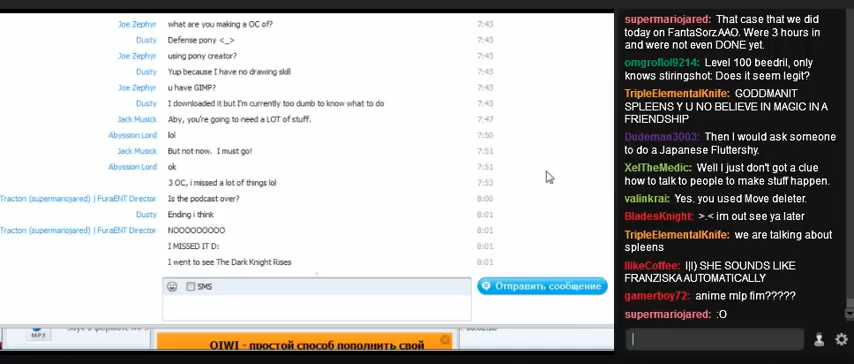 Joe Zephyr what are you making a OC of? 7:43
Dusty Defense pony <_> 7:43
Joe Zephyr using pony creator? 7:43
Dusty Yup because I have no drawing skill 7:43
Joe Zephyr u have GIMP? 7:43
Dusty I downloaded it but I'm currently too dumb to know what to do 7:43
Jack Musick Aby, you're going to need a LOT of stuff. 7:47
Abyssion Lord lol 7:50
Jack Musick But not now. I must go! 7:51
Abyssion Lord ok 7:51
3 OC, i missed a lot of things lol 7:53
Tracton (supermariojared) | FuraENT Director Is the podcast over? 8:00
Dusty Ending i think 8:01
Tracton (supermariojared) | FuraENT Director NOOOOOOOOO 8:01
I MISSED IT D: 8:01
I went to see The Dark Knight Rises 8:01
SMS
Отправить сообщение
MP3
QIWI - простой способ пополнить свой
supermariojared: That case that we did
today on FantaSorz.AAO. Were 3 hours in
and were not even DONE yet.
omgroflol9214: Level 100 beedril, only
knows stiringshot: Does it seem legit?
TripleElementalKnife: GODDMANIT
SPLEENS Y U NO BELIEVE IN MAGIC IN A
FRIENDSHIP
Dudeman3003: Then I would ask someone
to do a Japanese Fluttershy.
XelTheMedic: Well I just don't got a clue
how to talk to people to make stuff happen.
valinkrai: Yes. you used Move deleter.
BladesKnight: >.< im out see ya later
TripleElementalKnife: we are talking about
spleens
IlikeCoffee: I|I) SHE SOUNDS LIKE
FRANZISKA AUTOMATICALLY
gamerboy72: anime mlp fim?????
supermariojared: :O